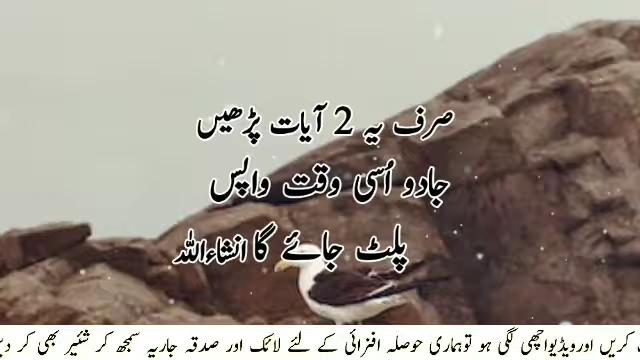 صرف یہ 2 آیات پڑھیں
جادو اُسی وقت واپس
پلٹ جائے گا انشاءاللہ
کریں اورویڈیواچھی لگی ہو توہماری حوصلہ افزائی کے لئے لائک اور صدقہ جاریہ سمجھ کر شئیر بھی کر